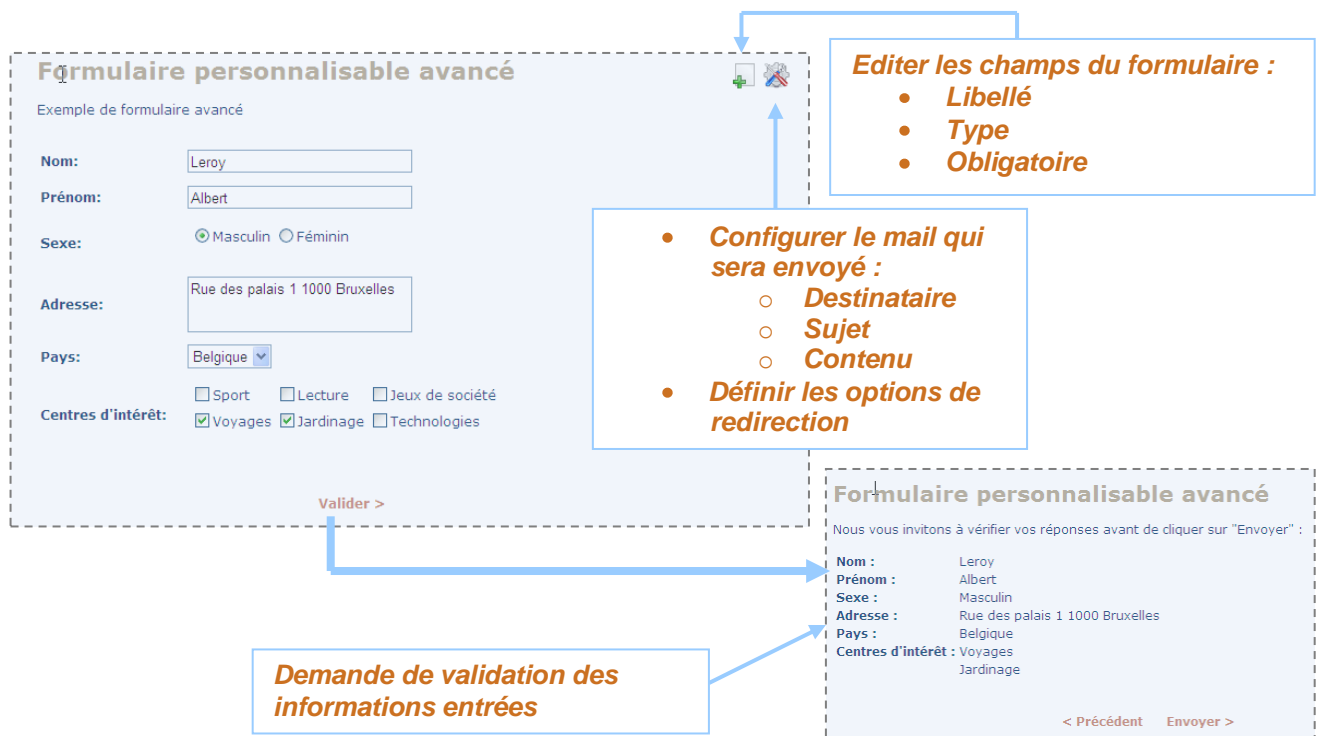 Formulaire personnalisable avancé
Exemple de formulaire avancé
Nom: Leroy
Prénom: Albert
Sexe: Masculin Féminin
Adresse: Rue des palais 1 1000 Bruxelles
Pays: Belgique
Centres d'intérêt:
Sport Lecture Jeux de société
Voyages Jardinage Technologies
Valider >
Editer les champs du formulaire :
• Libellé
• Type
• Obligatoire
• Configurer le mail qui
sera envoyé :
o Destinataire
o Sujet
o Contenu
• Définir les options de
redirection
Formulaire personnalisable avancé
Nous vous invitons à vérifier vos réponses avant de cliquer sur "Envoyer" :
Nom : Leroy
Prénom : Albert
Sexe : Masculin
Adresse : Rue des palais 1 1000 Bruxelles
Pays : Belgique
Centres d'intérêt : Voyages
Jardinage
< Précédent Envoyer >
Demande de validation des
informations entrées